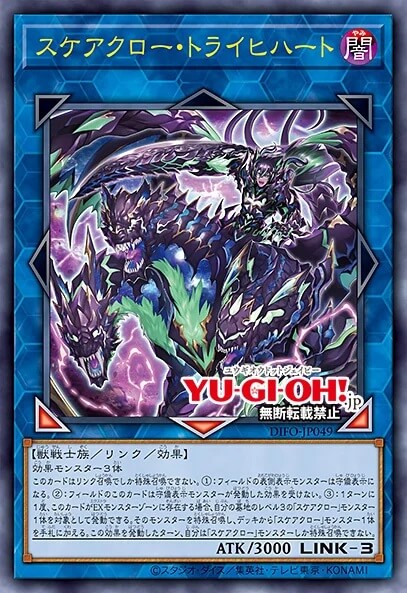 スケアクロー・トライヒハート
闇
ユウギオウドットジェイピー
YU-GI-OH!.jp
無断転載禁止
DIFO-JP049
【獣戦士族/リンク/効果】
効果モンスター3体
このカードはリンク召喚でしか特殊召喚できない。①:フィールドの表側表示モンスターは守備表示に
なる。②:フィールドのこのカードは守備表示モンスターが発動した効果を受けない。③:1ターンに
1度、このカードがEXモンスターゾーンに存在する場合、自分の墓地のレベル3の「スケアクロー」モンスター
1体を対象として発動できる。そのモンスターを特殊召喚し、デッキから「スケアクロー」モンスター1体
を手札に加える。この効果を発動したターン、自分は「スケアクロー」モンスターしか特殊召喚できない。
ATK/3000 LINK-3
©スタジオ・ダイス/集英社・テレビ東京・KONAMI